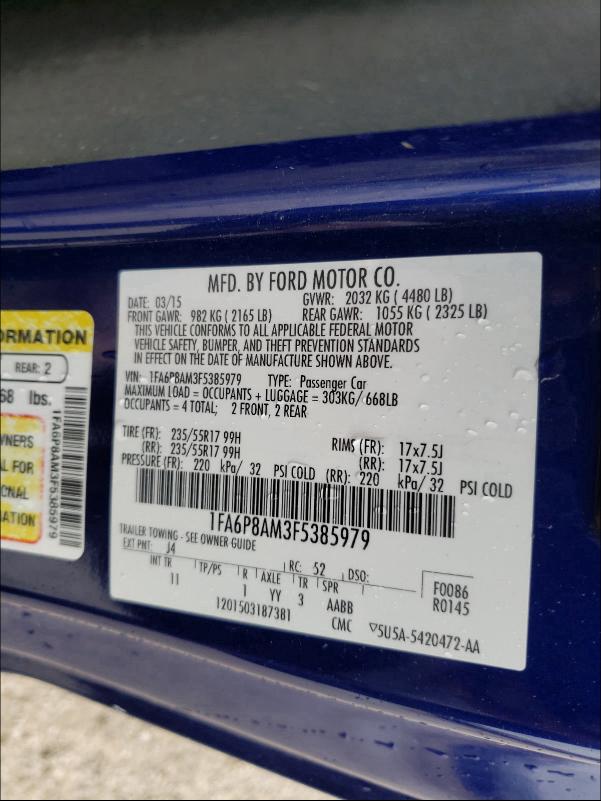 MFD. BY FORD MOTOR CO.
DATE: 03/15 GVWR: 2032 KG ( 4480 LB)
FRONT GAWR: 982 KG ( 2165 LB) REAR GAWR: 1055 KG ( 2325 LB)
THIS VEHICLE CONFORMS TO ALL APPLICABLE FEDERAL MOTOR
VEHICLE SAFETY, BUMPER, AND THEFT PREVENTION STANDARDS
IN EFFECT ON THE DATE OF MANUFACTURE SHOWN ABOVE.
VIN: 1FA6P8AM3F5385979 TYPE: Passenger Car
MAXIMUM LOAD = OCCUPANTS + LUGGAGE = 303KG/ 668LB
OCCUPANTS = 4 TOTAL; 2 FRONT, 2 REAR
TIRE (FR): 235/55R17 99H RIMS (FR): 17x7.5J
(RR): 235/55R17 99H (RR): 17x7.5J
PRESSURE (FR): 220 kPa/ 32 PSI COLD (RR): 220 kPa/ 32 PSI COLD
1FA6P8AM3F5385979
TRAILER TOWING - SEE OWNER GUIDE
EXT PNT: J4 RC: 52 DSO:
INT TR TP/PS R AXLE TR SPR
11 1 YY 3 AABB
1201503187381 CMC
F0086
R0145
▽5U5A-5420472-AA
ORMATION
REAR: 2
68 lbs.
WNERS
AL FOR
ONAL
ATION
1FA6P8AM3F5385979